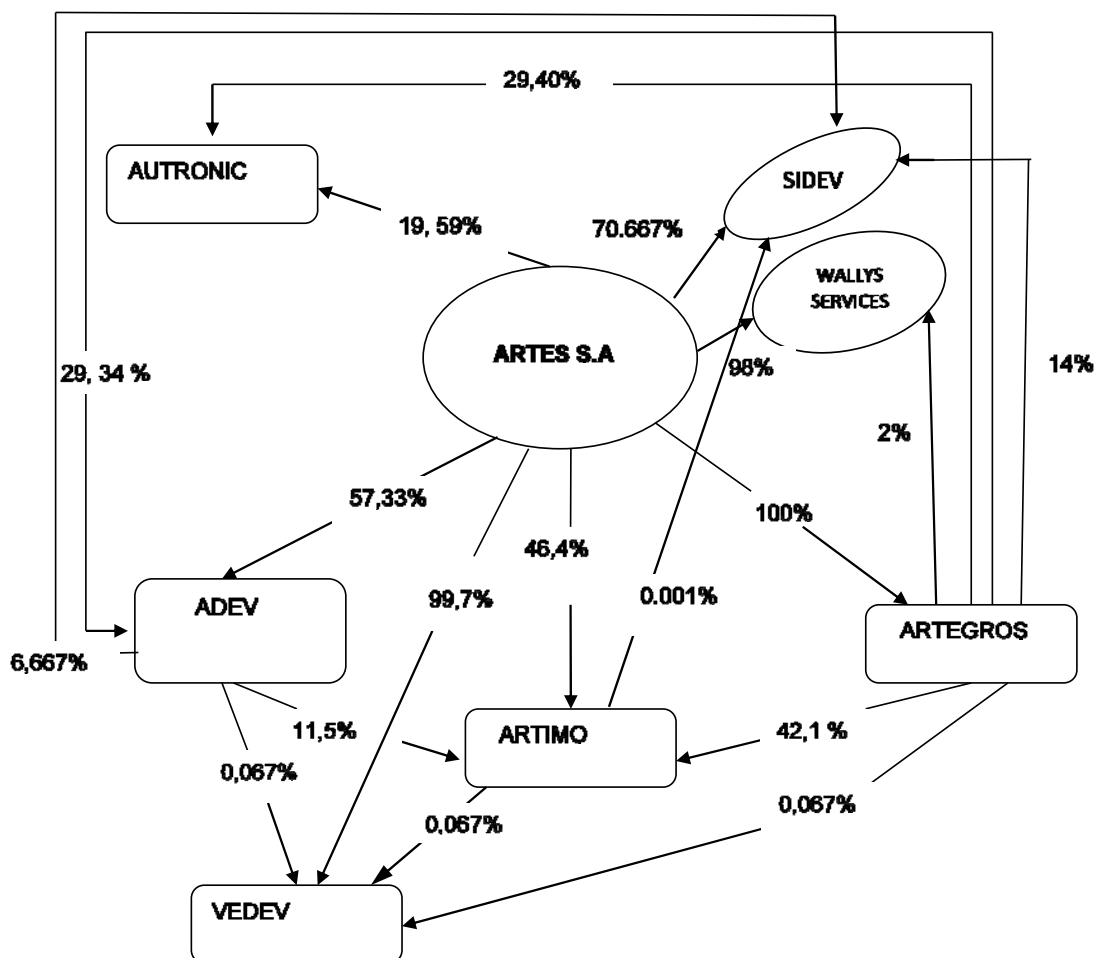 29,40%
AUTRONIC
SIDEV
19, 59%
70.667%
WALLYS
SERVICES
ARTES S.A
29, 34 %
98%
14%
2%
57,33%
100%
46,4%
99,7%
0.001%
ADEV
ARTEGROS
6,667%
11,5%
ARTIMO
42,1 %
0,067%
0,067%
0,067%
VEDEV